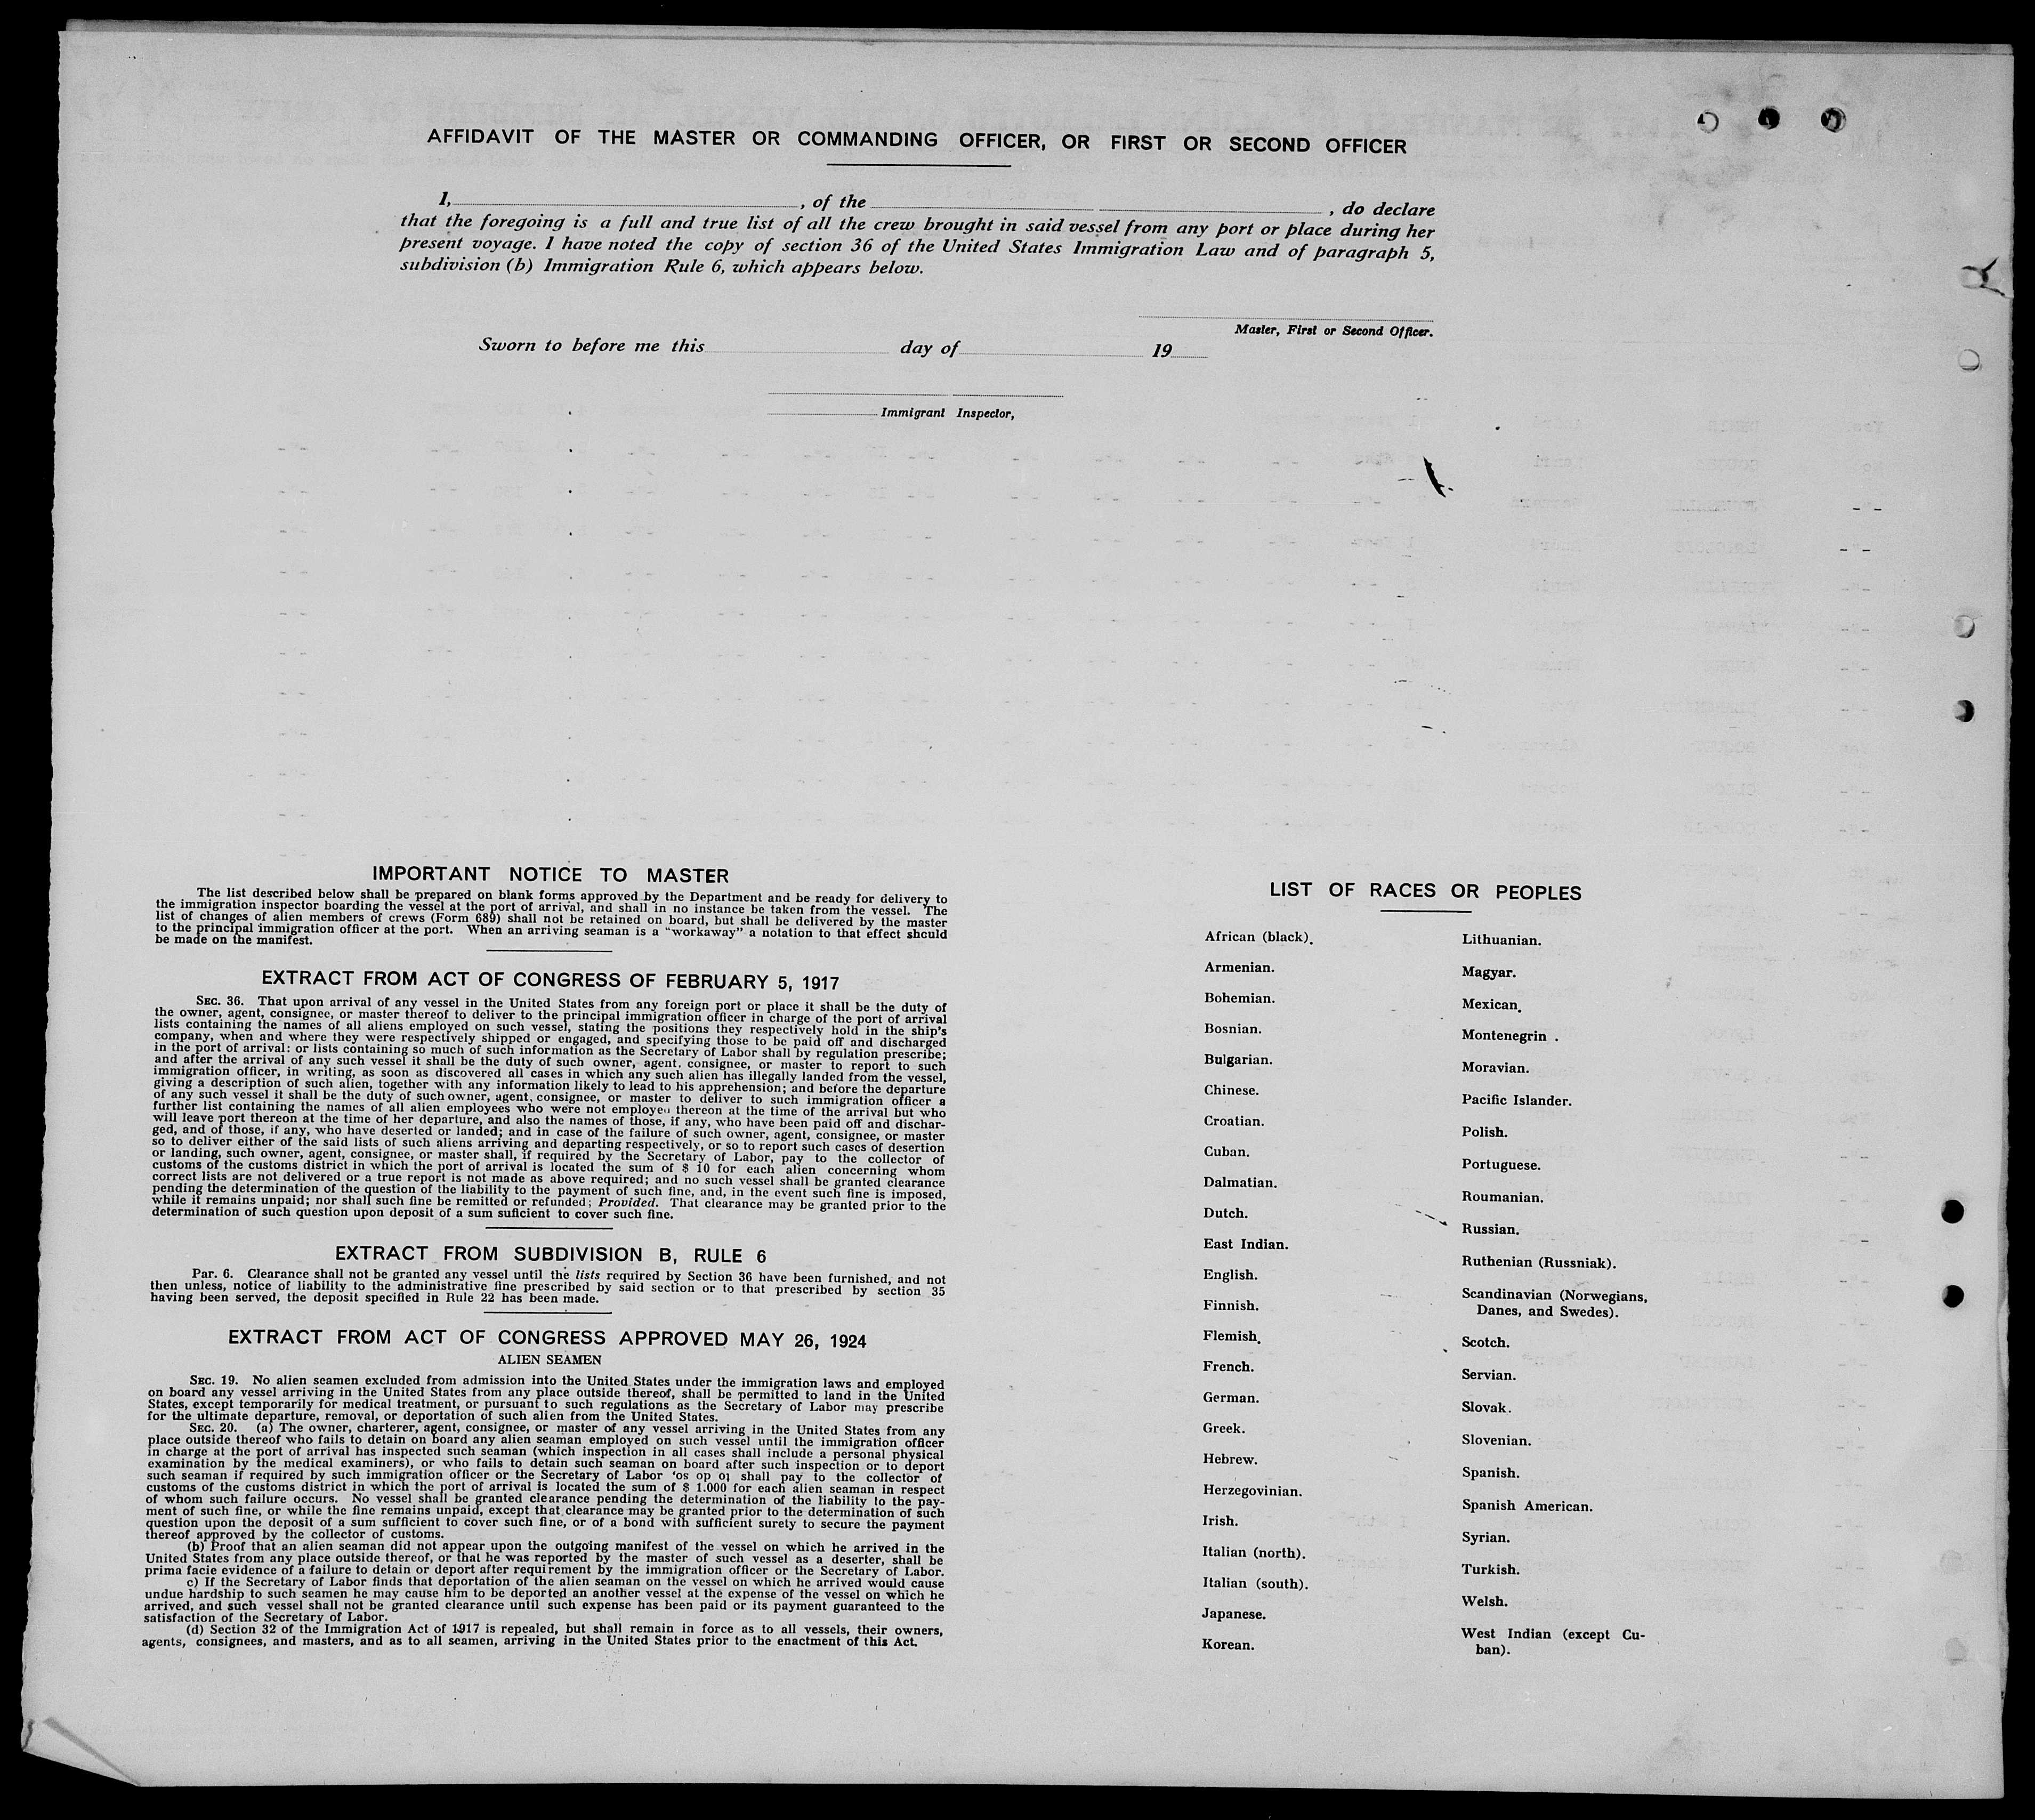 AFFIDAVIT OF THE MASTER OR COMMANDING OFFICER, OR FIRST OR SECOND OFFICER
I, , of the , do declare
that the foregoing is a full and true list of all the crew brought in said vessel from any port or place during her
present voyage. I have noted the copy of section 36 of the United States Immigration Law and of paragraph 5,
subdivision (b) Immigration Rule 6, which appears below.
Master, First or Second Officer.
Sworn to before me this day of 19
Immigrant Inspector,
IMPORTANT NOTICE TO MASTER
The list described below shall be prepared on blank forms approved by the Department and be ready for delivery to
the immigration inspector boarding the vessel at the port of arrival, and shall in no instance be taken from the vessel. The
list of changes of alien members of crews (Form 689) shall not be retained on board, but shall be delivered by the master
to the principal immigration officer at the port. When an arriving seaman is a "workaway" a notation to that effect should
be made on the manifest.
EXTRACT FROM ACT OF CONGRESS OF FEBRUARY 5, 1917
SEC. 36. That upon arrival of any vessel in the United States from any foreign port or place it shall be the duty of
the owner, agent, consignee, or master thereof to deliver to the principal immigration officer in charge of the port of arrival
lists containing the names of all aliens employed on such vessel, stating the positions they respectively hold in the ship's
company, when and where they were respectively shipped or engaged, and specifying those to be paid off and discharged
in the port of arrival: or lists containing so much of such information as the Secretary of Labor shall by regulation prescribe;
and after the arrival of any such vessel it shall be the duty of such owner, agent, consignee, or master to report to such
immigration officer, in writing, as soon as discovered all cases in which any such alien has illegally landed from the vessel,
giving a description of such alien, together with any information likely to lead to his apprehension; and before the departure
of any such vessel it shall be the duty of such owner, agent, consignee, or master to deliver to such immigration officer a
further list containing the names of all alien employees who were not employed thereon at the time of the arrival but who
will leave port thereon at the time of her departure, and also the names of those, if any, who have been paid off and dischar-
ged, and of those, if any, who have deserted or landed; and in case of the failure of such owner, agent, consignee, or master
so to deliver either of the said lists of such aliens arriving and departing respectively, or so to report such cases of desertion
or landing, such owner, agent, consignee, or master shall, if required by the Secretary of Labor, pay to the collector of
customs of the customs district in which the port of arrival is located the sum of $ 10 for each alien concerning whom
correct lists are not delivered or a true report is not made as above required; and no such vessel shall be granted clearance
pending the determination of the question of the liability to the payment of such fine, and, in the event such fine is imposed,
while it remains unpaid; nor shall such fine be remitted or refunded; Provided. That clearance may be granted prior to the
determination of such question upon deposit of a sum suficient to cover such fine.
EXTRACT FROM SUBDIVISION B, RULE 6
Par. 6. Clearance shall not be granted any vessel until the lists required by Section 36 have been furnished, and not
then unless, notice of liability to the administrative fine prescribed by said section or to that prescribed by section 35
having been served, the deposit specified in Rule 22 has been made.
EXTRACT FROM ACT OF CONGRESS APPROVED MAY 26, 1924
ALIEN SEAMEN
SEC. 19. No alien seamen excluded from admission into the United States under the immigration laws and employed
on board any vessel arriving in the United States from any place outside thereof, shall be permitted to land in the United
States, except temporarily for medical treatment, or pursuant to such regulations as the Secretary of Labor may prescribe
for the ultimate departure, removal, or deportation of such alien from the United States.
SEC. 20. (a) The owner, charterer, agent, consignee, or master of any vessel arriving in the United States from any
place outside thereof who fails to detain on board any alien seaman employed on such vessel until the immigration officer
in charge at the port of arrival has inspected such seaman (which inspection in all cases shall include a personal physical
examination by the medical examiners), or who fails to detain such seaman on board after such inspection or to deport
such seaman if required by such immigration officer or the Secretary of Labor 'os op oʇ shall pay to the collector of
customs of the customs district in which the port of arrival is located the sum of $ 1.000 for each alien seaman in respect
of whom such failure occurs. No vessel shall be granted clearance pending the determination of the liability to the pay-
ment of such fine, or while the fine remains unpaid, except that clearance may be granted prior to the determination of such
question upon the deposit of a sum sufficient to cover such fine, or of a bond with sufficient surety to secure the payment
thereof approved by the collector of customs.
(b) Proof that an alien seaman did not appear upon the outgoing manifest of the vessel on which he arrived in the
United States from any place outside thereof, or that he was reported by the master of such vessel as a deserter, shall be
prima facie evidence of a failure to detain or deport after requirement by the immigration officer or the Secretary of Labor.
c) If the Secretary of Labor finds that deportation of the alien seaman on the vessel on which he arrived would cause
undue hardship to such seamen he may cause him to be deported an another vessel at the expense of the vessel on which he
arrived, and such vessel shall not be granted clearance until such expense has been paid or its payment guaranteed to the
satisfaction of the Secretary of Labor.
(d) Section 32 of the Immigration Act of 1917 is repealed, but shall remain in force as to all vessels, their owners,
agents, consignees, and masters, and as to all seamen, arriving in the United States prior to the enactment of this Act.
LIST OF RACES OR PEOPLES
African (black).
Armenian.
Bohemian.
Bosnian.
Bulgarian.
Chinese.
Croatian.
Cuban.
Dalmatian.
Dutch.
East Indian.
English.
Finnish.
Flemish.
French.
German.
Greek.
Hebrew.
Herzegovinian.
Irish.
Italian (north).
Italian (south).
Japanese.
Korean.
Lithuanian.
Magyar.
Mexican.
Montenegrin .
Moravian.
Pacific Islander.
Polish.
Portuguese.
Roumanian.
Russian.
Ruthenian (Russniak).
Scandinavian (Norwegians,
Danes, and Swedes).
Scotch.
Servian.
Slovak.
Slovenian.
Spanish.
Spanish American.
Syrian.
Turkish.
Welsh.
West Indian (except Cu-
ban).